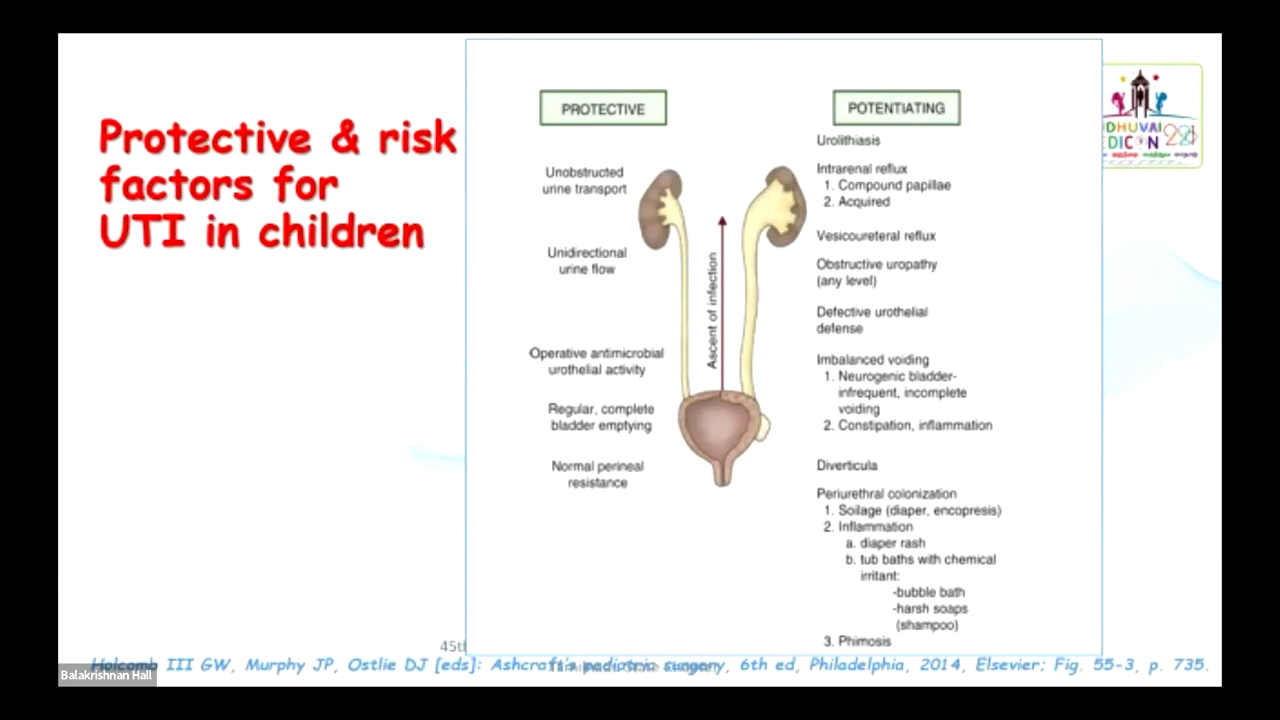 Protective & risk
factors for
UTI in children
PROTECTIVE
Unobstructed
urine transport
Unidirectional
urine flow
Operative antimicrobial
urothelial activity
Regular, complete
bladder emptying
Normal perineal
resistance
Ascent of infection
POTENTIATING
Urolithiasis
Intrarenal reflux
1. Compound papillae
2. Acquired
Vesicoureteral reflux
Obstructive uropathy
(any level)
Defective urothelial
defense
Imbalanced voiding
1. Neurogenic bladder-
infrequent, incomplete
voiding
2. Constipation, inflammation
Diverticula
Periurethral colonization
1. Soilage (diaper, encopresis)
2. Inflammation
a. diaper rash
b. tub baths with chemical
irritant:
-bubble bath
-harsh soaps
(shampoo)
3. Phimosis
DHUVAI
EDICON
45th
Holcomb III GW, Murphy JP, Ostlie DJ [eds]: Ashcraft's pediatric surgery, 6th ed, Philadelphia, 2014, Elsevier; Fig. 55-3, p. 735.
Balakrishnan Hall